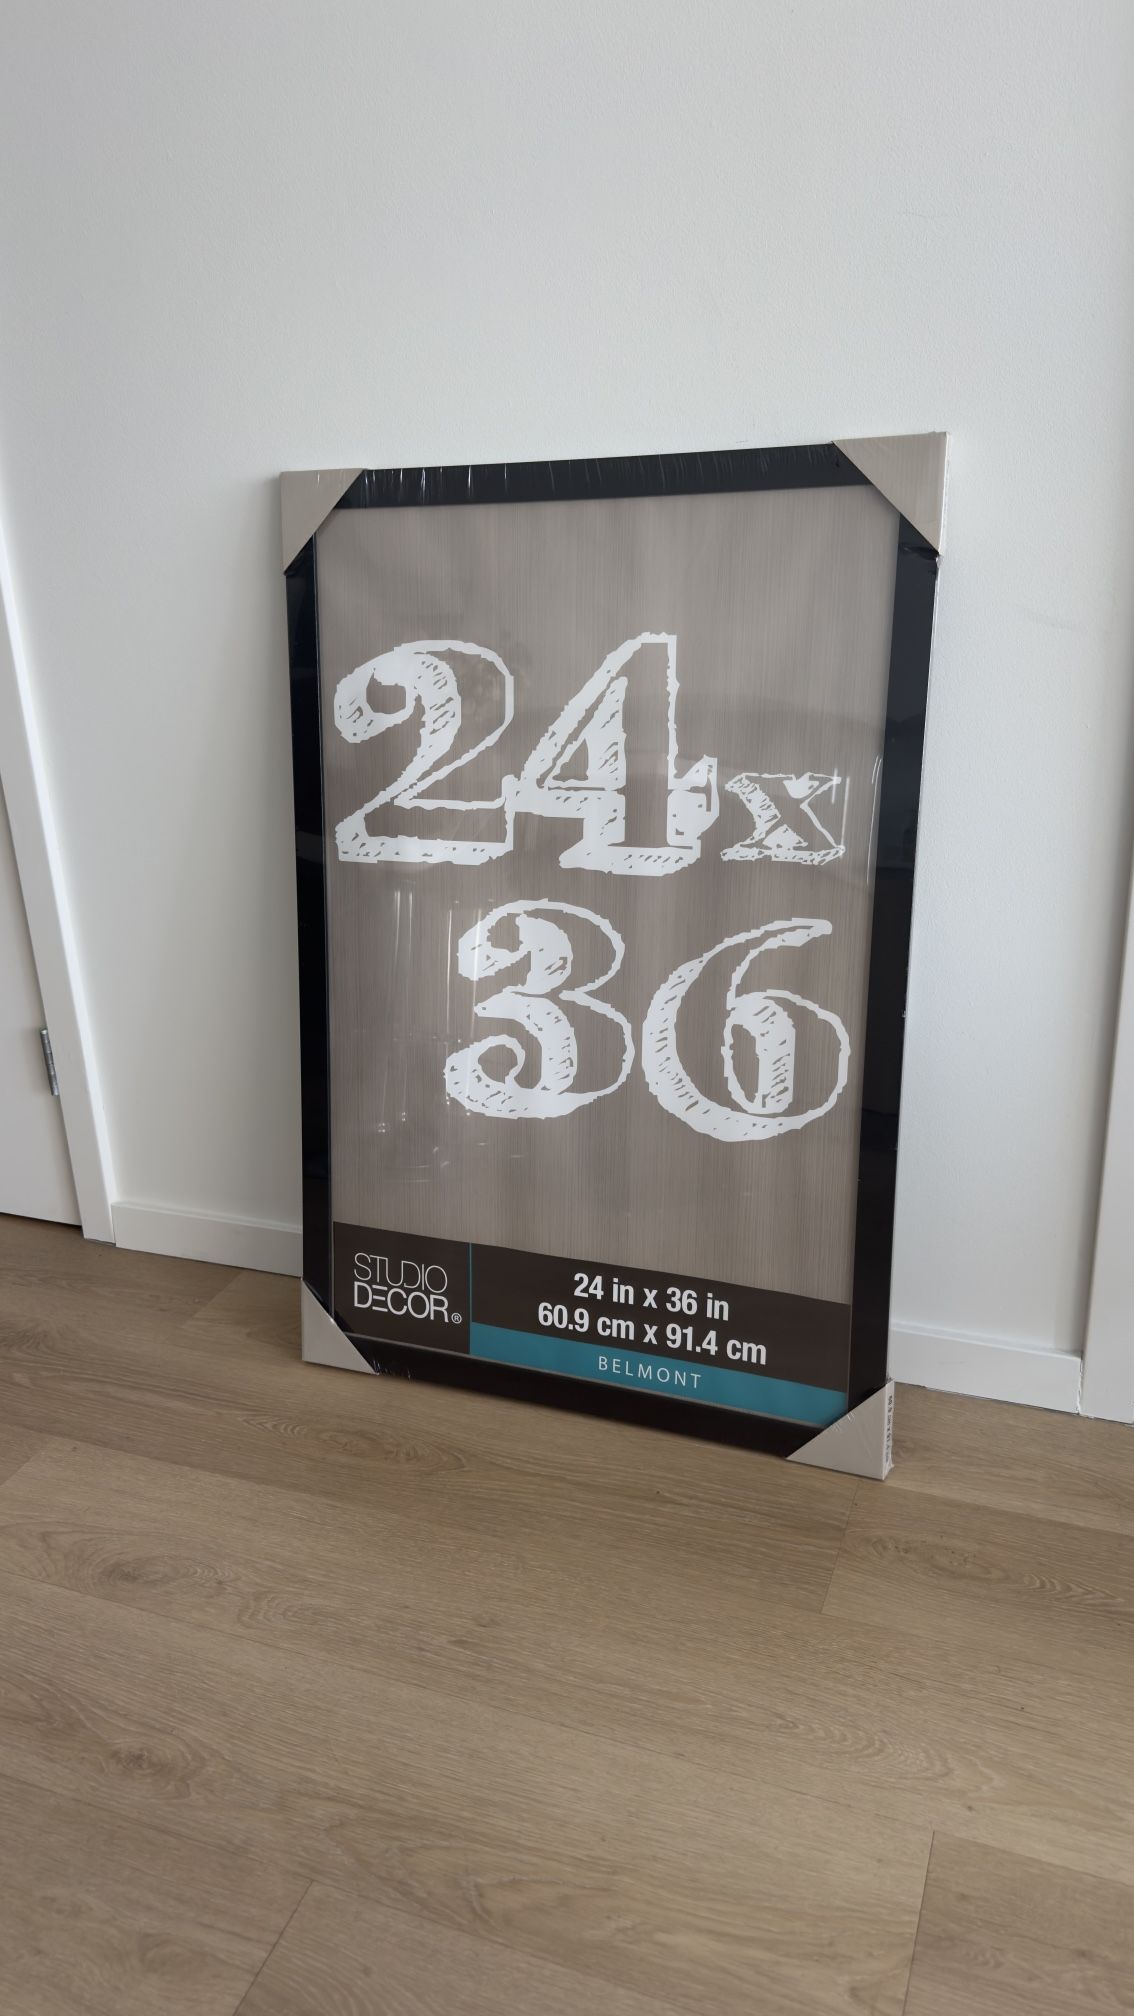 24x
36
STUDIO
DECOR®
24 in x 36 in
60.9 cm x 91.4 cm
BELMONT